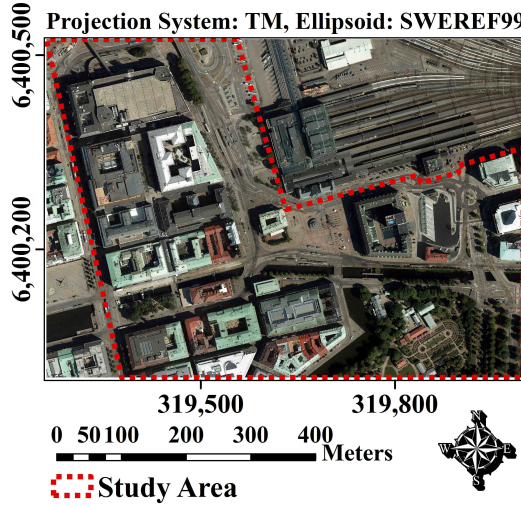 Projection System: TM, Ellipsoid: SWEREF99
6,400,500
6,400,200
319,500
319,800
0 50 100 200 300 400
Meters
N
W E
S
Study Area